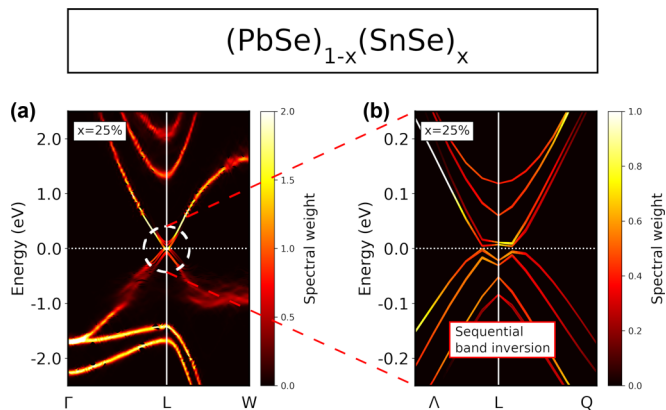 (PbSe)1-x(SnSe)x
(a)
(b)
x=25%
x=25%
Energy (eV)
2.0
1.0
0.0
-1.0
-2.0
Γ
L
W
2.0
1.5
1.0
0.5
0.0
Spectral weight
Energy (eV)
0.2
0.1
0.0
-0.1
-0.2
Sequential
band inversion
Λ
L
Q
1.0
0.8
0.6
0.4
0.2
0.0
Spectral weight